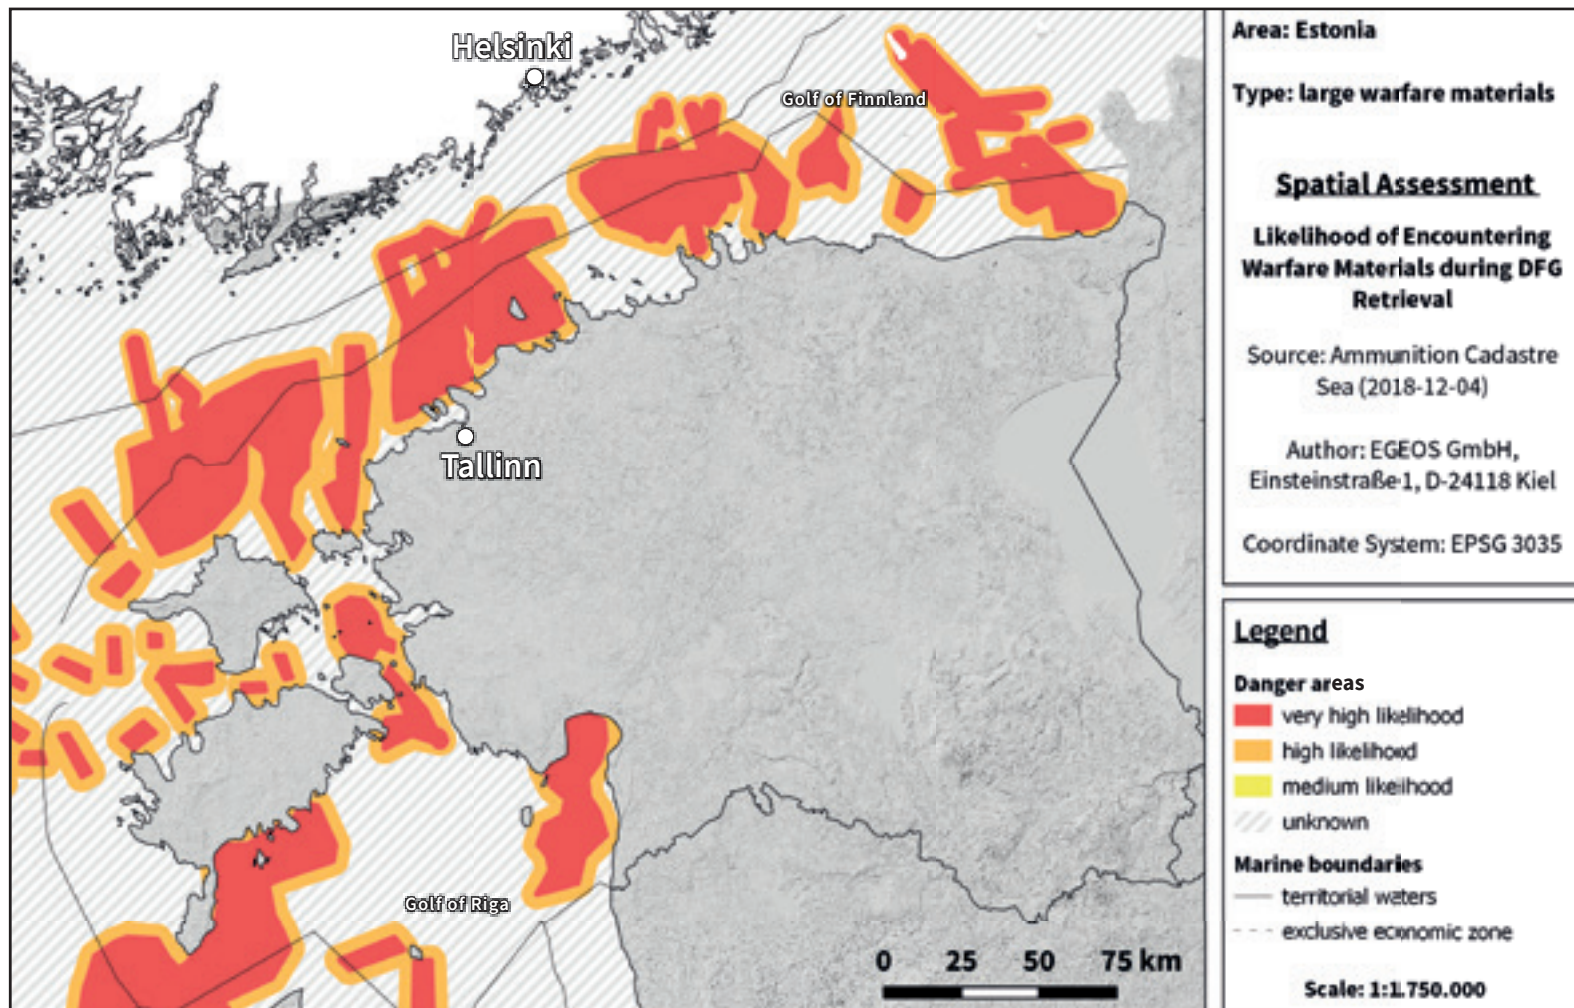 Helsinki
Golf of Finnland
Tallinn
Golf of Riga
0 25 50 75 km
Area: Estonia
Type: large warfare materials
Spatial Assessment
Likelihood of Encountering
Warfare Materials during DFG
Retrieval
Source: Ammunition Cadastre
Sea (2018-12-04)
Author: EGEOS GmbH,
Einsteinstraße 1, D-24118 Kiel
Coordinate System: EPSG 3035
Legend
Danger areas
very high likelihood
high likelihood
medium likelihood
unknown
Marine boundaries
territorial waters
exclusive economic zone
Scale: 1:1.750.000